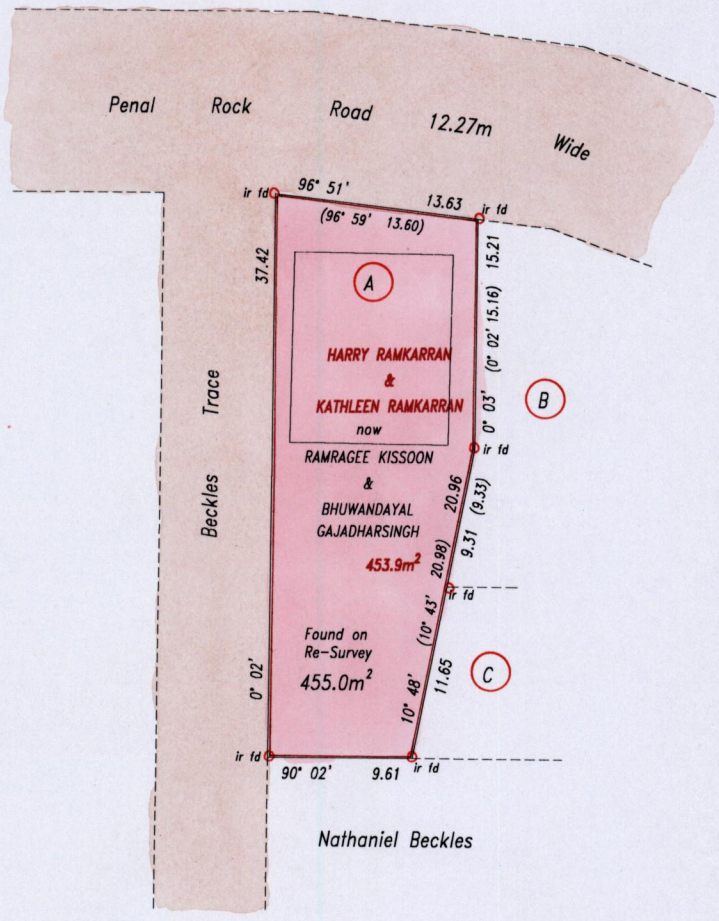 Penal Rock Road 12.27m Wide
ir fd
96° 51' 13.63
ir fd
(96° 59' 13.60)
37.42
15.21
A
(0° 02' 15.16)
HARRY RAMKARRAN
&
KATHLEEN RAMKARRAN
now
B
0° 03'
Beckles Trace
ir fd
RAMRAGEE KISSOON
&
BHUWANDAYAL
GAJADHARSINGH
453.9m²
20.96
(9.33)
9.31
(10° 43' 20.98)
ir fd
Found on
Re-Survey
455.0m²
0° 02'
10° 48'
11.65
C
ir fd
90° 02' 9.61
ir fd
Nathaniel Beckles